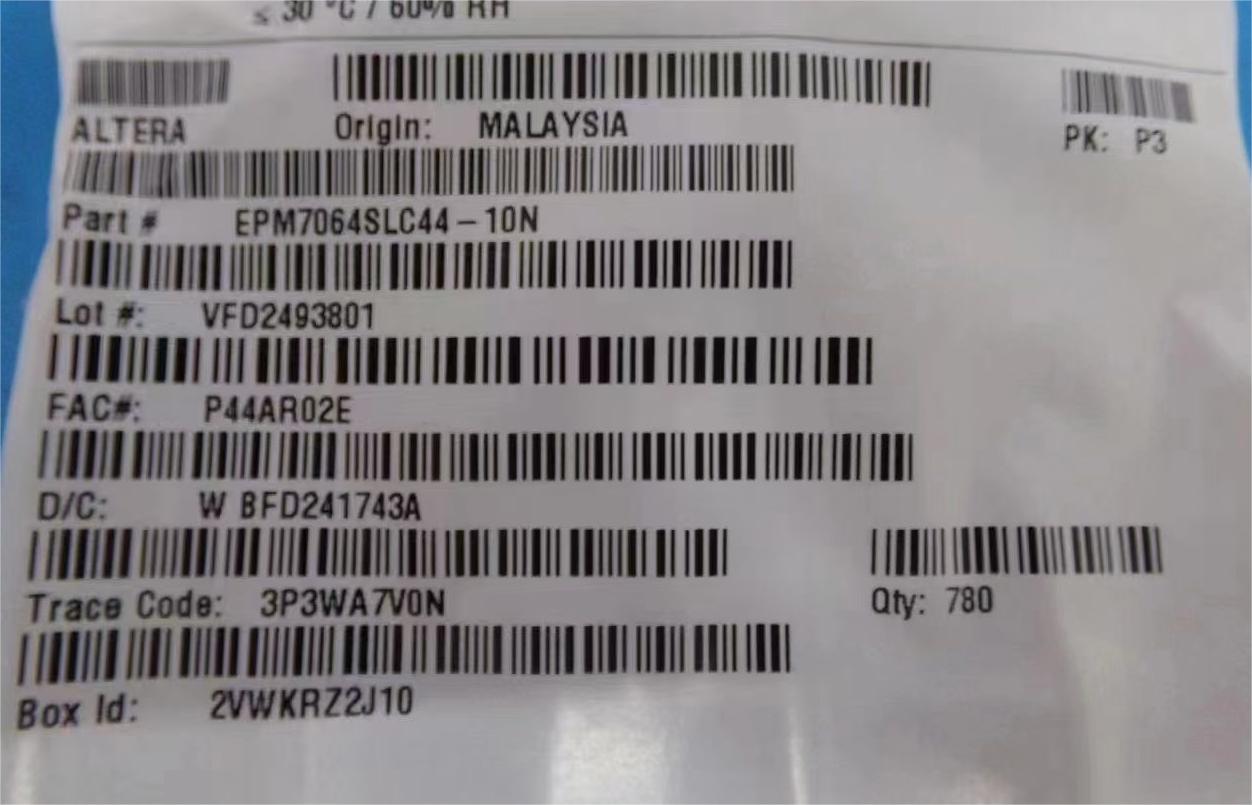 ≤ 30 °C / 60% RH
ALTERA Origin: MALAYSIA PK: P3
Part # EPM7064SLC44-10N
Lot #: VFD2493801
FAC#: P44AR02E
D/C: W BFD241743A
Trace Code: 3P3WA7V0N Qty: 780
Box Id: 2VWKRZ2J10